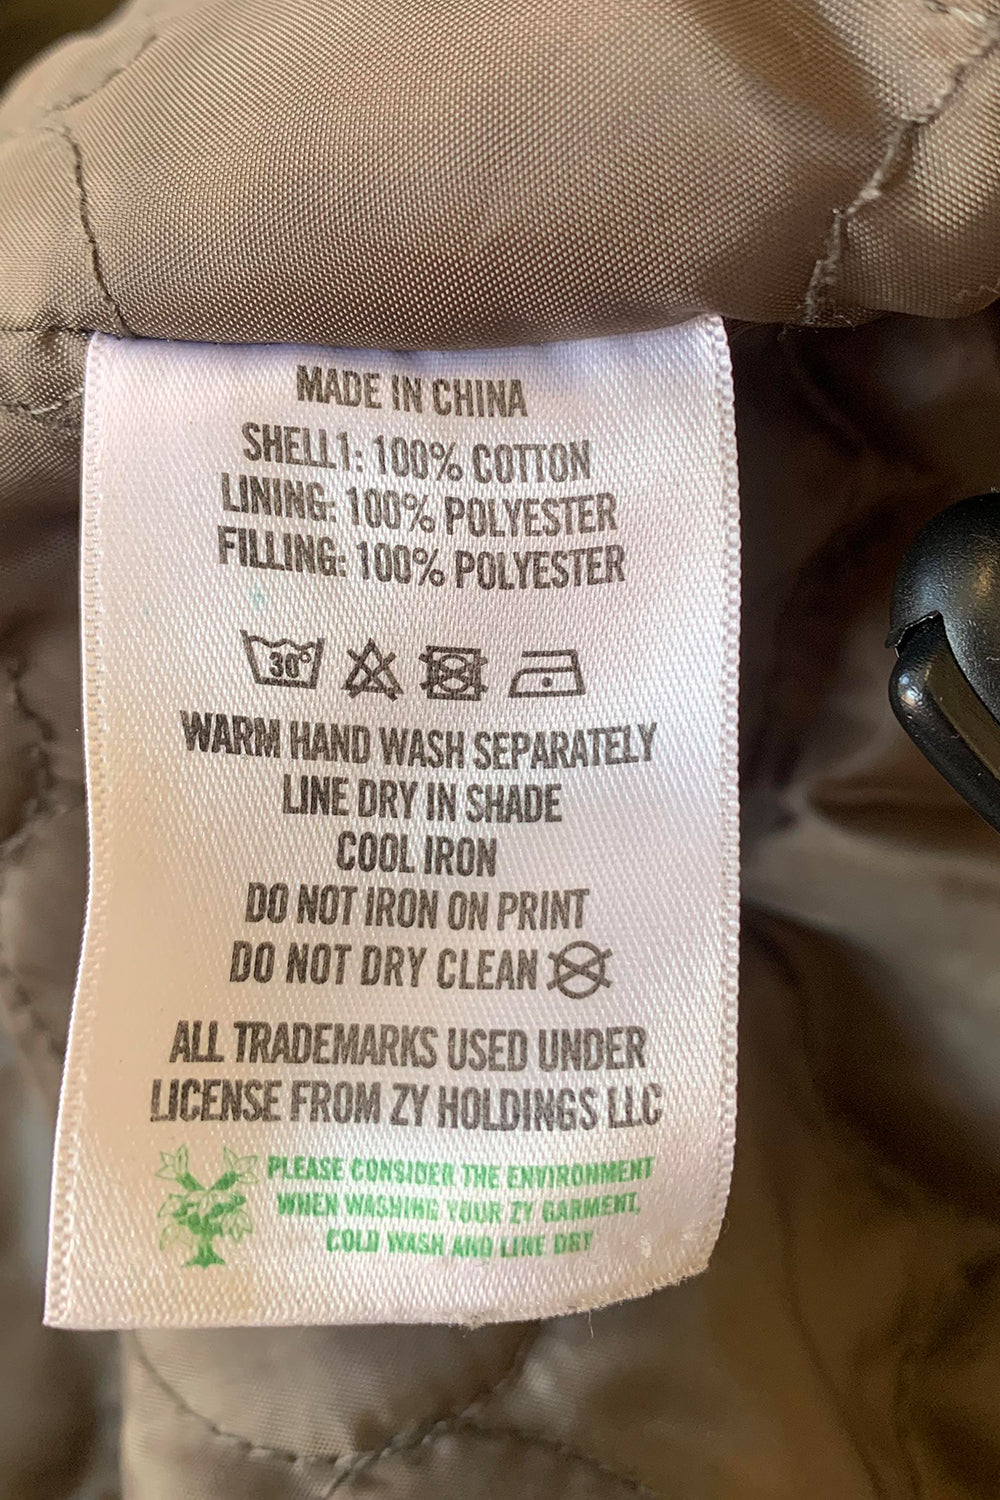 MADE IN CHINA
SHELL1: 100% COTTON
LINING: 100% POLYESTER
FILLING: 100% POLYESTER
30°
WARM HAND WASH SEPARATELY
LINE DRY IN SHADE
COOL IRON
DO NOT IRON ON PRINT
DO NOT DRY CLEAN
ALL TRADEMARKS USED UNDER
LICENSE FROM ZY HOLDINGS LLC
PLEASE CONSIDER THE ENVIRONMENT
WHEN WASHING YOUR ZY GARMENT,
COLD WASH AND LINE DRY